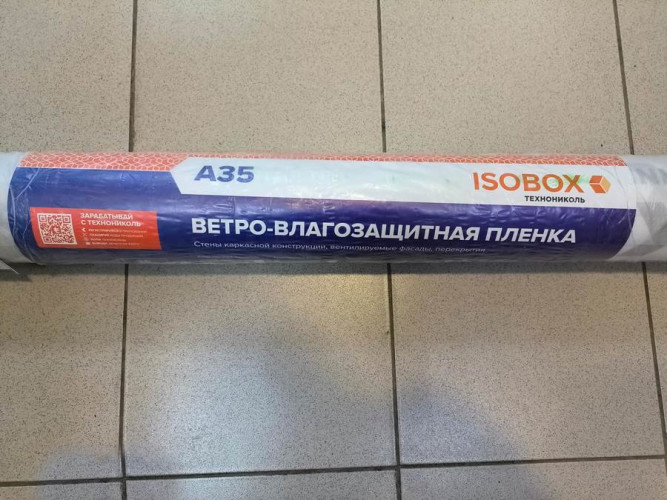 A35
ISOBOX
ТЕХНОНИКОЛЬ
ЗАРАБАТЫВАЙ
С ТЕХНОНИКОЛЬ
ВЕТРО-ВЛАГОЗАЩИТНАЯ ПЛЕНКА
Стены каркасной конструкции, вентилируемые фасады, перекрытия